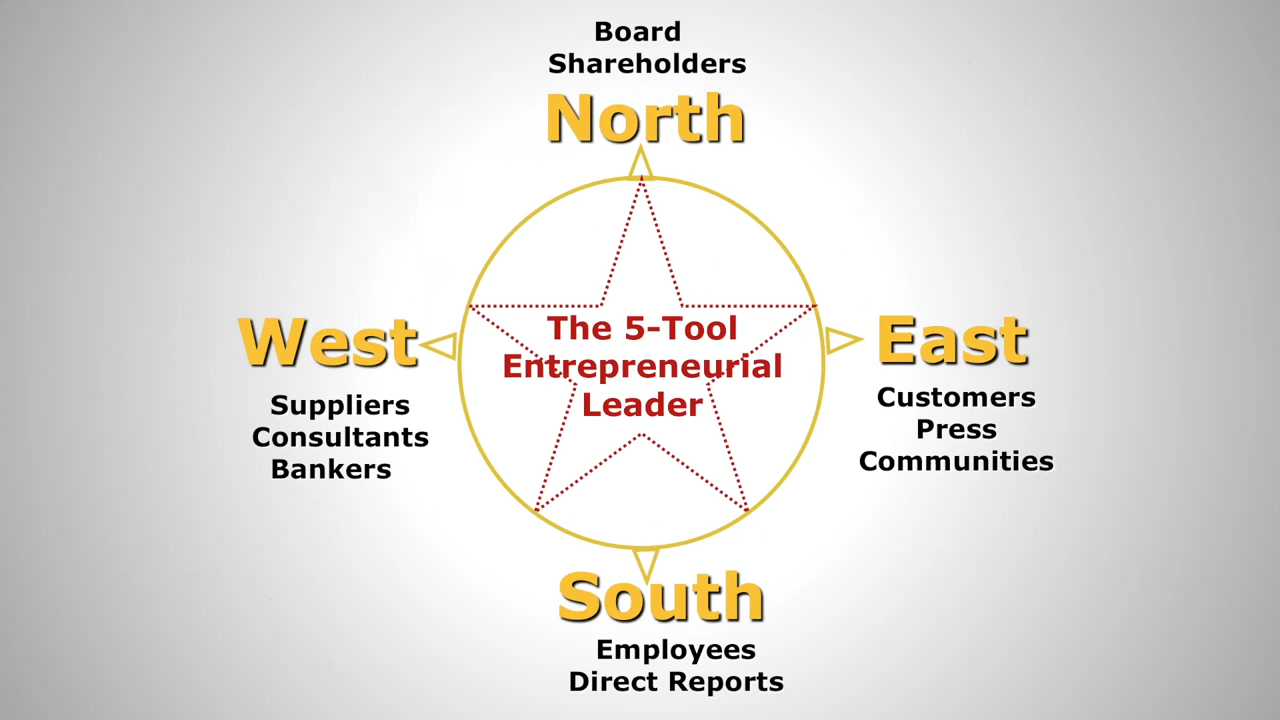 Board
Shareholders
North
West
East
The 5-Tool
Entrepreneurial
Leader
Suppliers
Consultants
Bankers
Customers
Press
Communities
South
Employees
Direct Reports